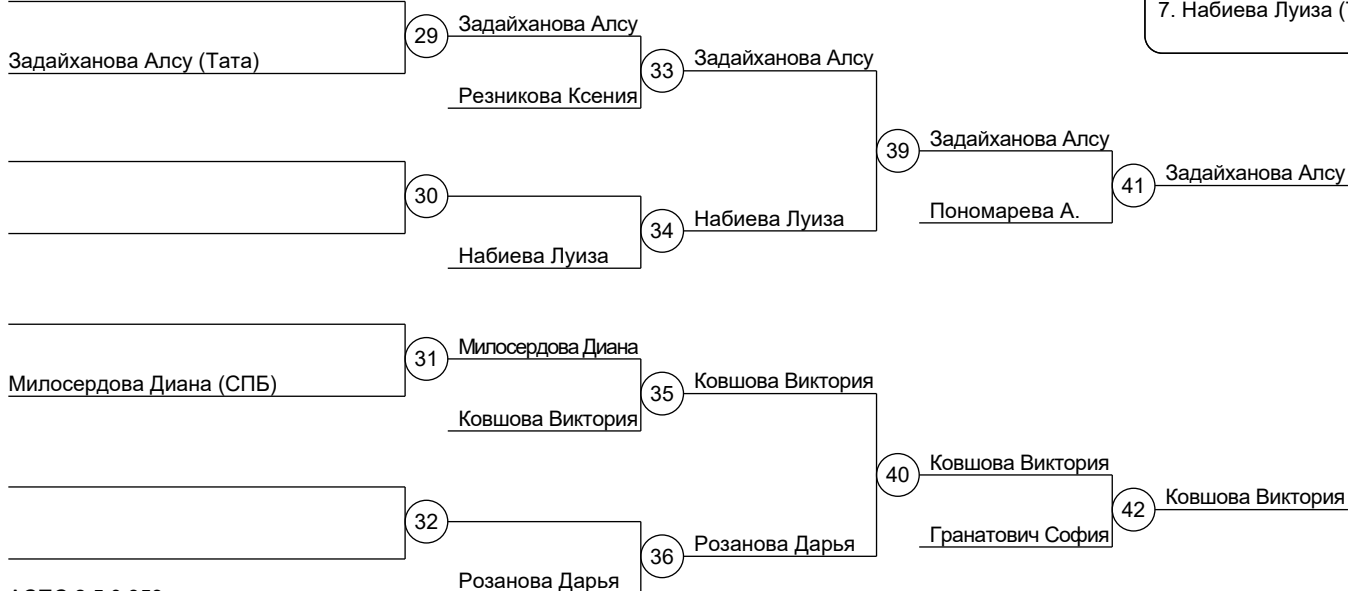 7. Набиева Луиза
29
Задайханова Алсу
Задайханова Алсу (Тата)
33
Задайханова Алсу
Резникова Ксения
39
Задайханова Алсу
41
Задайханова Алсу
30
Пономарева А.
34
Набиева Луиза
Набиева Луиза
31
Милосердова Диана
Милосердова Диана (СПБ)
35
Ковшова Виктория
Ковшова Виктория
40
Ковшова Виктория
42
Ковшова Виктория
32
Гранатович София
36
Розанова Дарья
Розанова Дарья